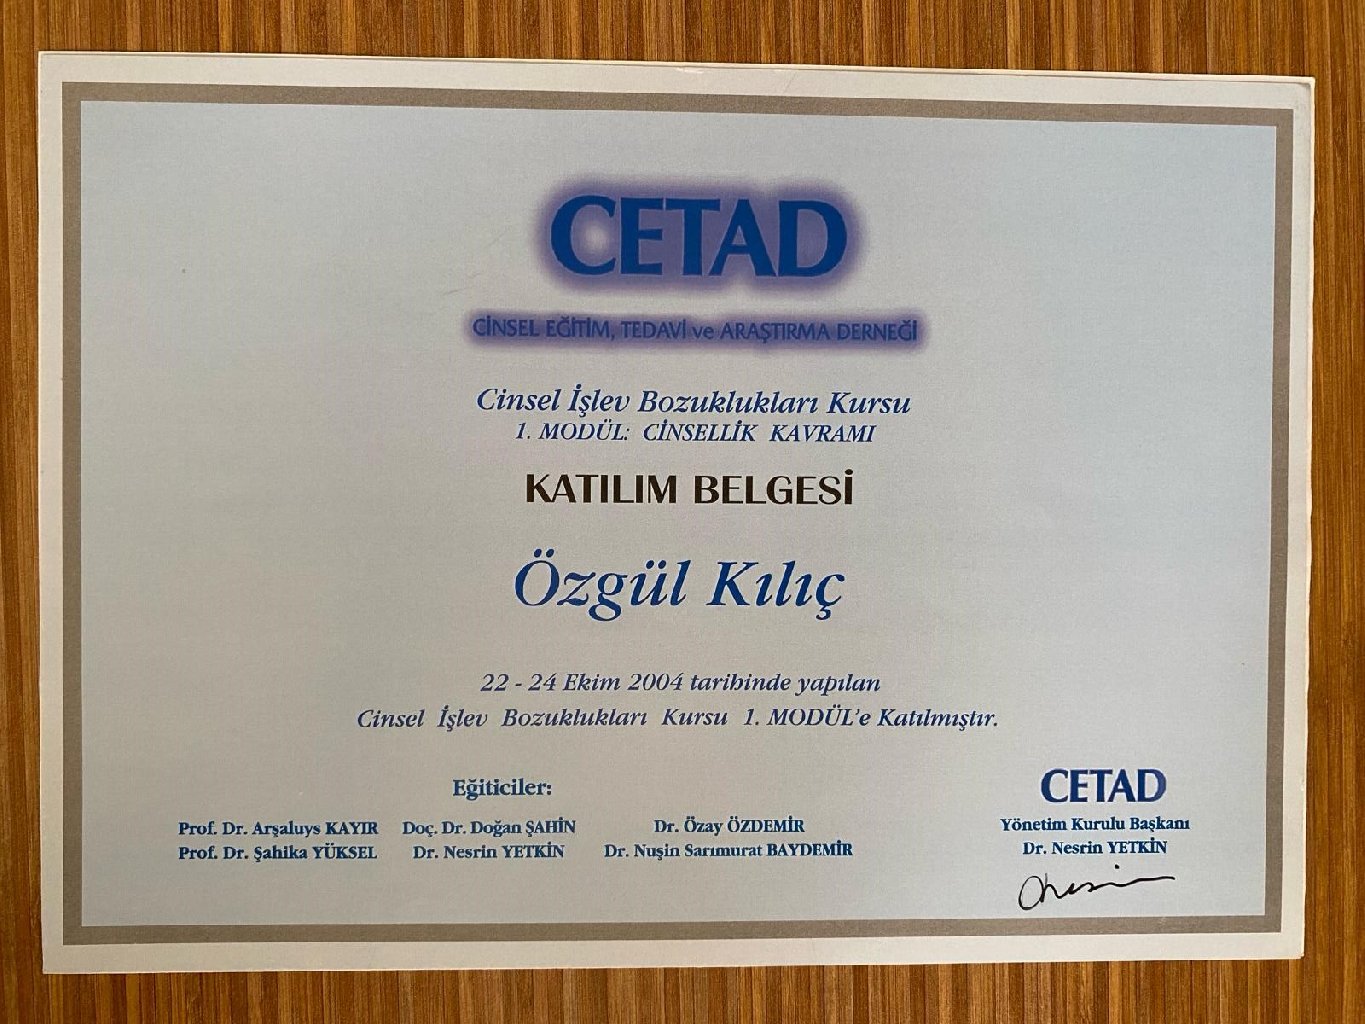 CETAD
CİNSEL EĞİTİM, TEDAVİ ve ARAŞTIRMA DERNEĞİ
Cinsel İşlev Bozuklukları Kursu
1. MODÜL: CİNSELLİK KAVRAMI
KATILIM BELGESİ
Özgül Kılıç
22 - 24 Ekim 2004 tarihinde yapılan
Cinsel İşlev Bozuklukları Kursu 1. MODÜL'e Katılmıştır.
Eğiticiler:
Prof. Dr. Arşaluys KAYIR Doç. Dr. Doğan ŞAHİN Dr. Özay ÖZDEMİR
Prof. Dr. Şahika YÜKSEL Dr. Nesrin YETKİN Dr. Nuşin Sarımurat BAYDEMİR
CETAD
Yönetim Kurulu Başkanı
Dr. Nesrin YETKİN